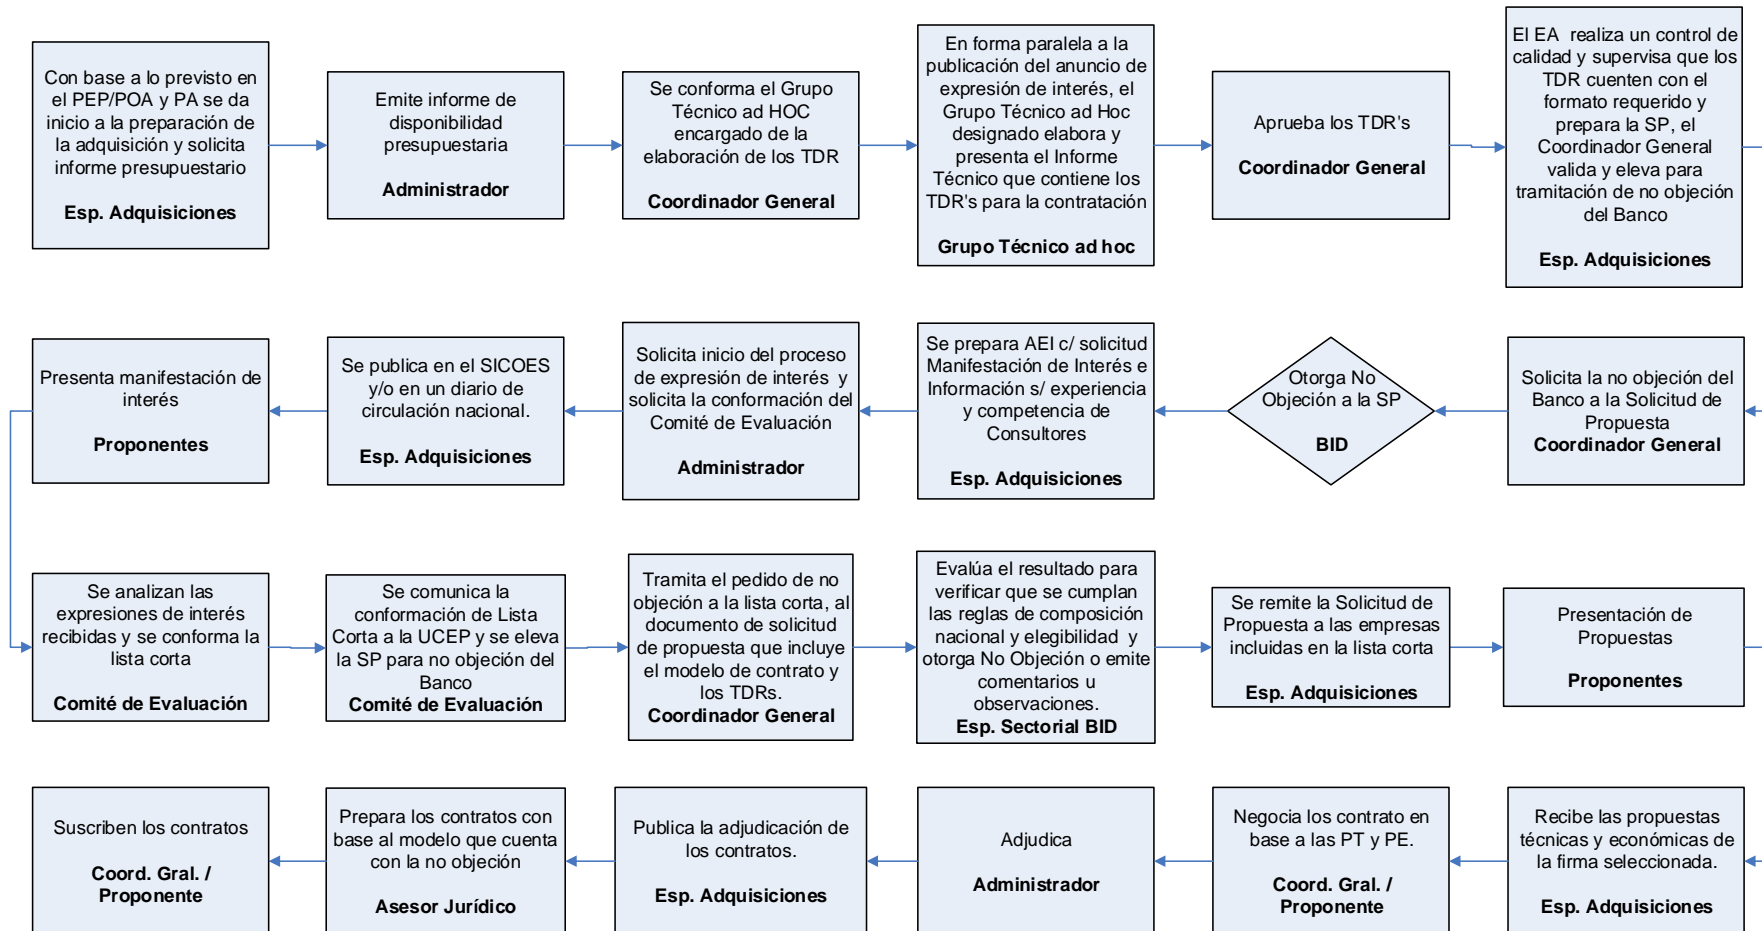 Con base a lo previsto en
el PEP/POA y PA se da
inicio a la preparación de
la adquisición y solicita
informe presupuestario
Esp. Adquisiciones
Emite informe de
disponibilidad
presupuestaria
Administrador
Se conforma el Grupo
Técnico ad HOC
encargado de la
elaboración de los TDR
Coordinador General
En forma paralela a la
publicación del anuncio de
expresión de interés, el
Grupo Técnico ad Hoc
designado elabora y
presenta el Informe
Técnico que contiene los
TDR's para la contratación
Grupo Técnico ad hoc
Aprueba los TDR's
Coordinador General
El EA realiza un control de
calidad y supervisa que los
TDR cuenten con el
formato requerido y
prepara la SP, el
Coordinador General
valida y eleva para
tramitación de no objeción
del Banco
Esp. Adquisiciones
Solicita la no objeción del
Banco a la Solicitud de
Propuesta
Coordinador General
Otorga No
Objeción a la SP
BID
Se prepara AEI c/ solicitud
Manifestación de Interés e
Información s/ experiencia
y competencia de
Consultores
Esp. Adquisiciones
Solicita inicio del proceso
de expresión de interés y
solicita la conformación del
Comité de Evaluación
Administrador
Se publica en el SICOES
y/o en un diario de
circulación nacional.
Esp. Adquisiciones
Presenta manifestación de
interés
Proponentes
Se analizan las
expresiones de interés
recibidas y se conforma la
lista corta
Comité de Evaluación
Se comunica la
conformación de Lista
Corta a la UCEP y se eleva
la SP para no objeción del
Banco
Comité de Evaluación
Tramita el pedido de no
objeción a la lista corta, al
documento de solicitud
de propuesta que incluye
el modelo de contrato y
los TDRs.
Coordinador General
Evalúa el resultado para
verificar que se cumplan
las reglas de composición
nacional y elegibilidad y
otorga No Objeción o emite
comentarios u
observaciones.
Esp. Sectorial BID
Se remite la Solicitud de
Propuesta a las empresas
incluidas en la lista corta
Esp. Adquisiciones
Presentación de
Propuestas
Proponentes
Recibe las propuestas
técnicas y económicas de
la firma seleccionada.
Esp. Adquisiciones
Negocia los contrato en
base a las PT y PE.
Coord. Gral. /
Proponente
Adjudica
Administrador
Publica la adjudicación de
los contratos.
Esp. Adquisiciones
Prepara los contratos con
base al modelo que cuenta
con la no objeción
Asesor Jurídico
Suscriben los contratos
Coord. Gral. /
Proponente